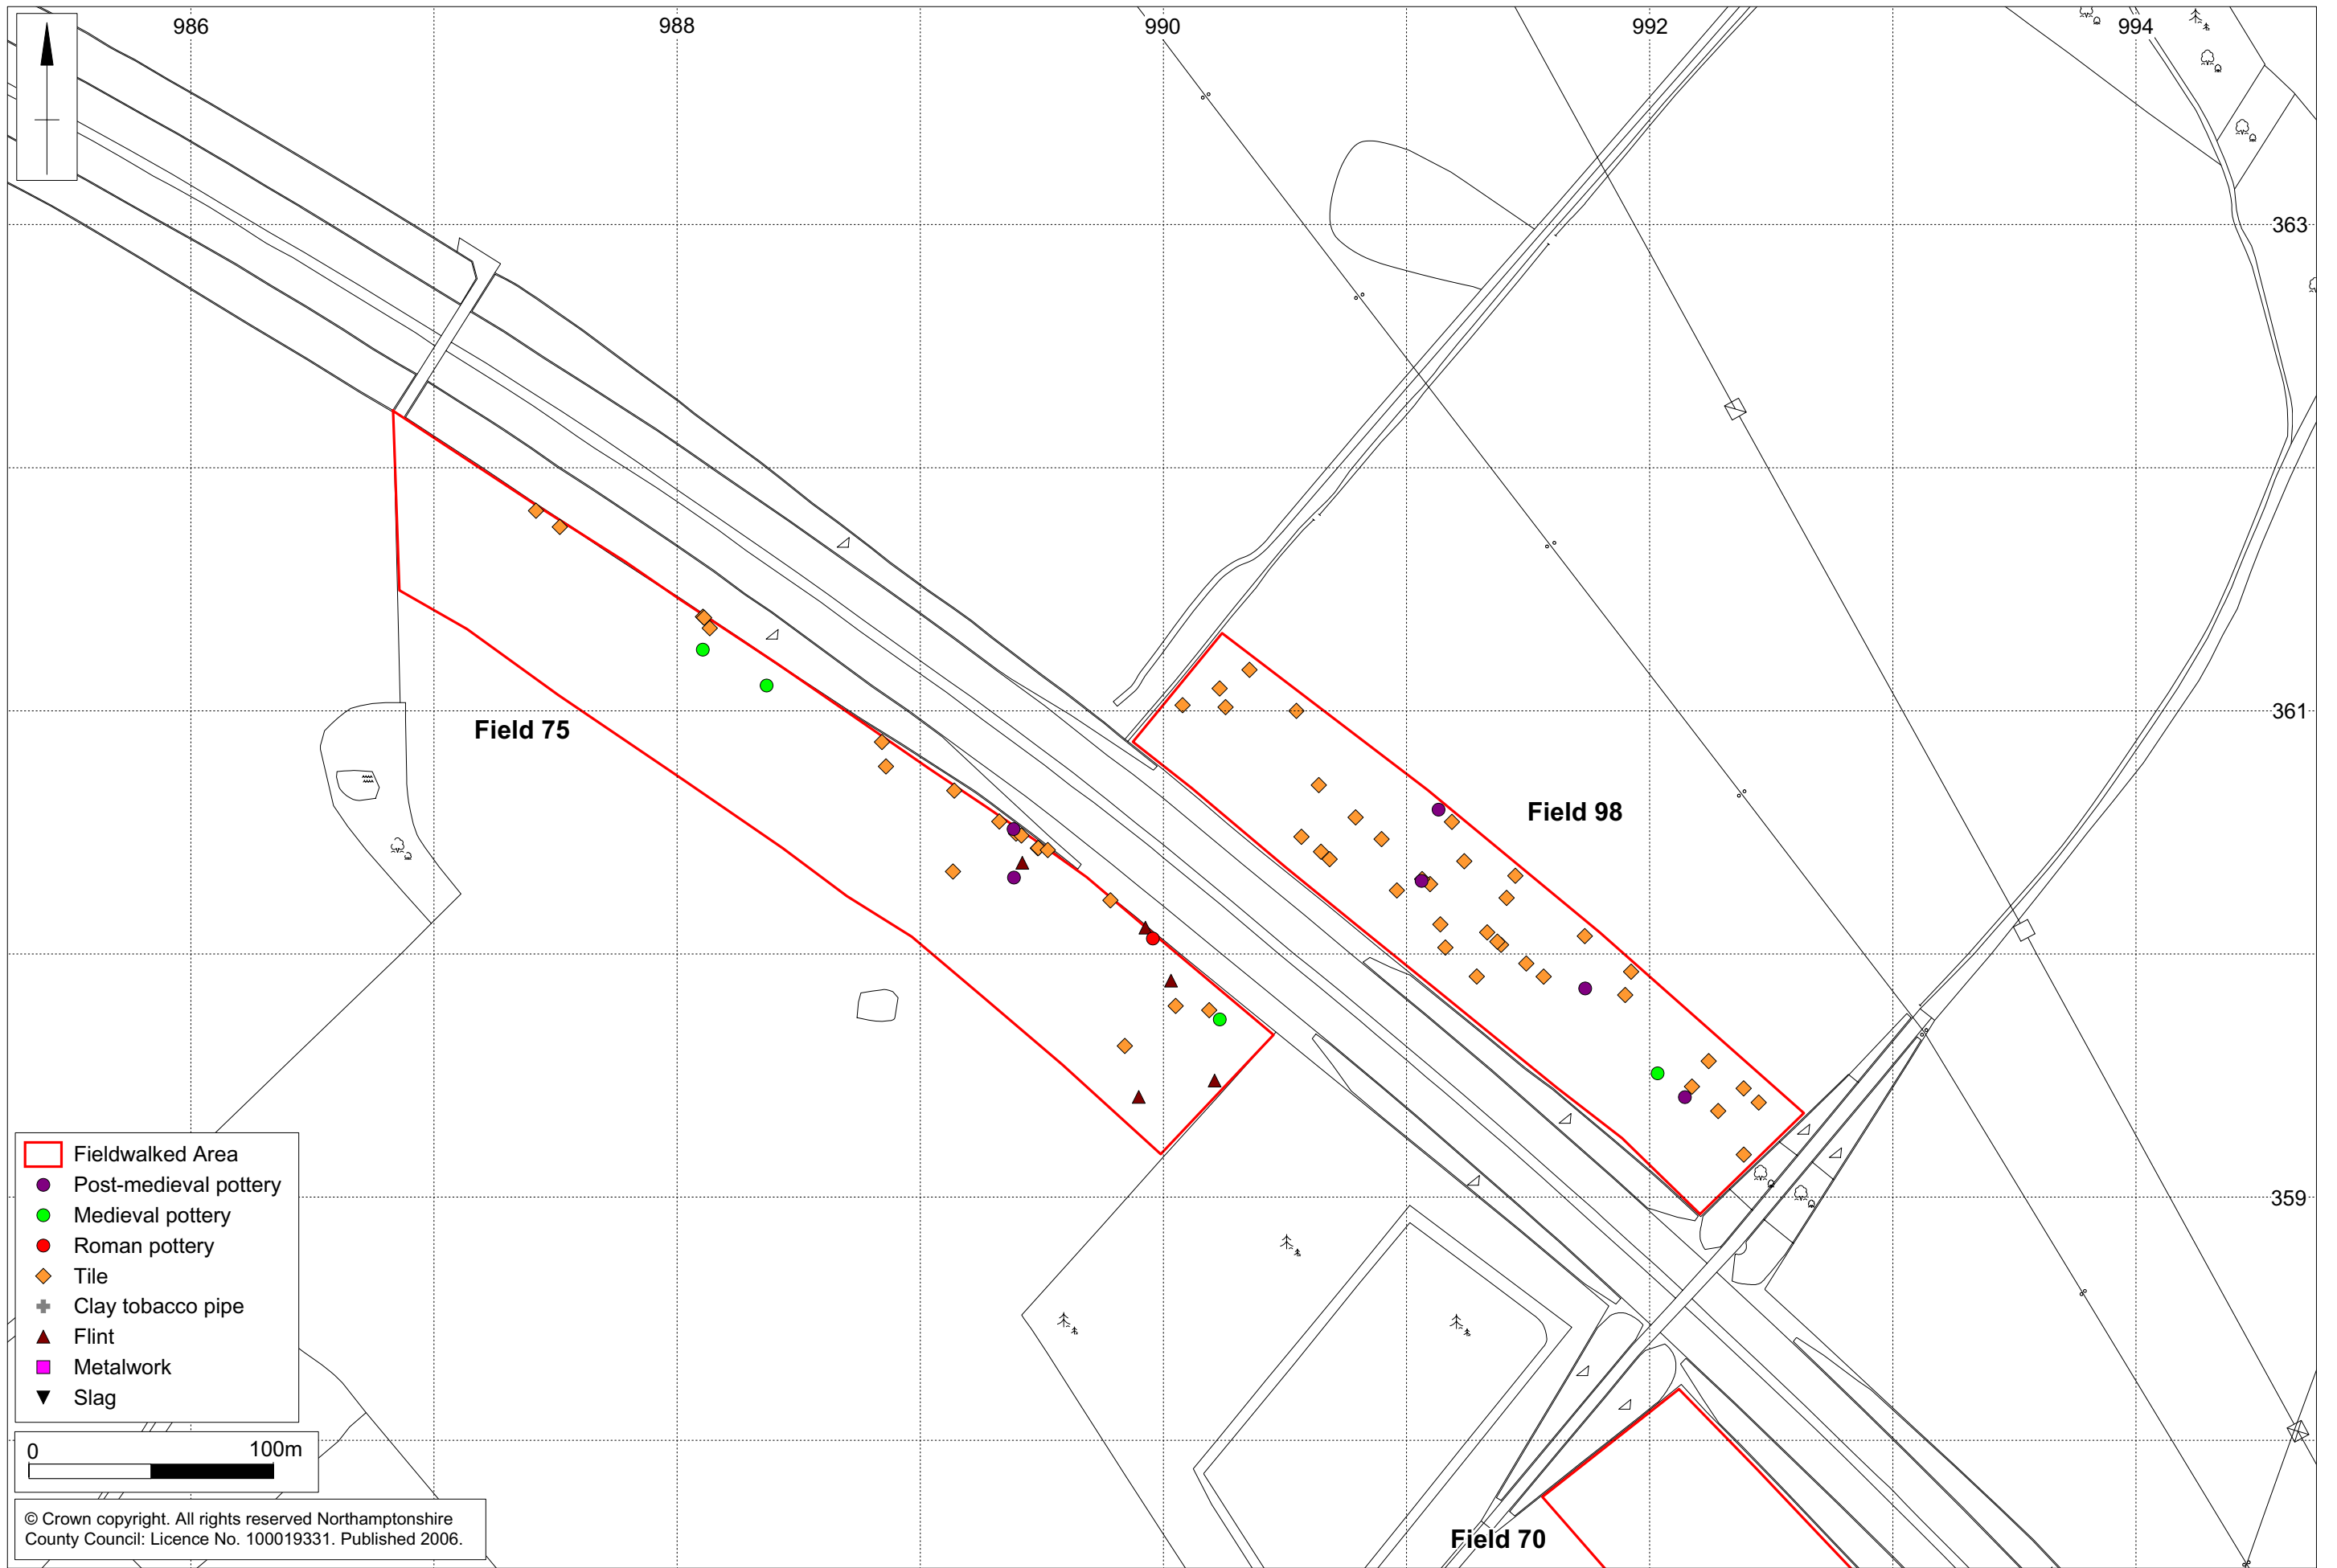 986
988
990
992
994
363
361
Field 75
Field 98
359
Fieldwalked Area
Post-medieval pottery
Medieval pottery
Roman pottery
Tile
Clay tobacco pipe
Flint
Metalwork
Slag
0 100m
© Crown copyright. All rights reserved Northamptonshire
County Council: Licence No. 100019331. Published 2006.
Field 70